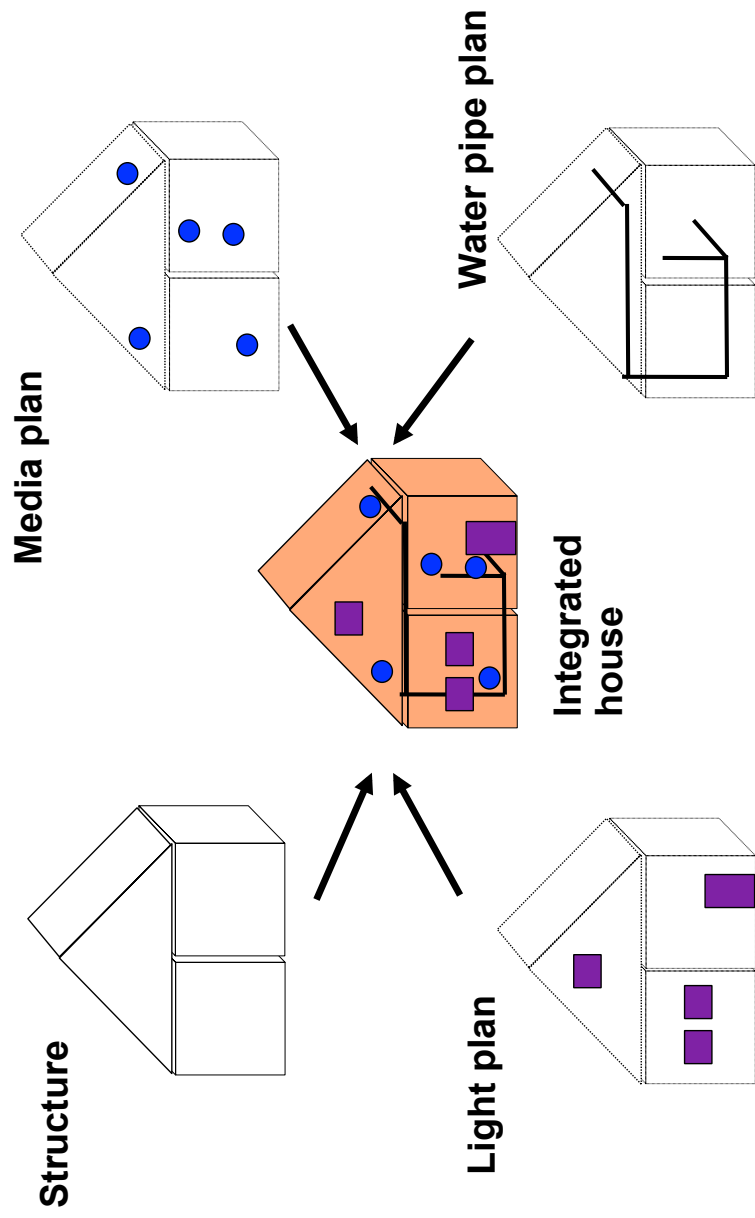 Structure
Media plan
Integrated
house
Light plan
Water pipe plan